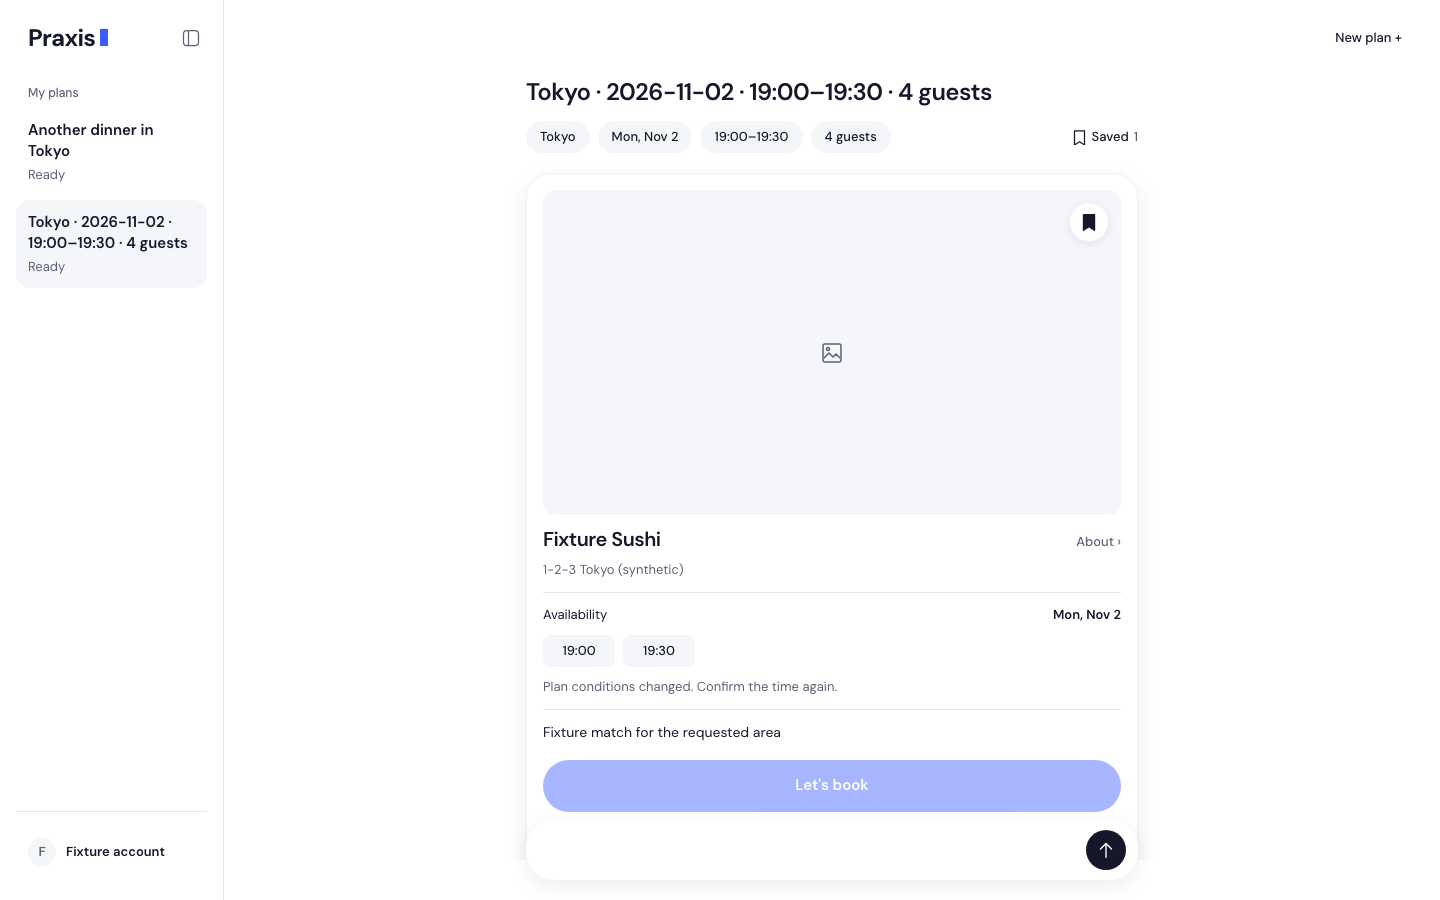 Praxis
New plan +
My plans
Another dinner in
Tokyo
Ready
Tokyo · 2026-11-02 ·
19:00–19:30 · 4 guests
Ready
F
Fixture account
Tokyo · 2026-11-02 · 19:00–19:30 · 4 guests
Tokyo
Mon, Nov 2
19:00–19:30
4 guests
Saved 1
Fixture Sushi
About ›
1-2-3 Tokyo (synthetic)
Availability
Mon, Nov 2
19:00
19:30
Plan conditions changed. Confirm the time again.
Fixture match for the requested area
Let's book